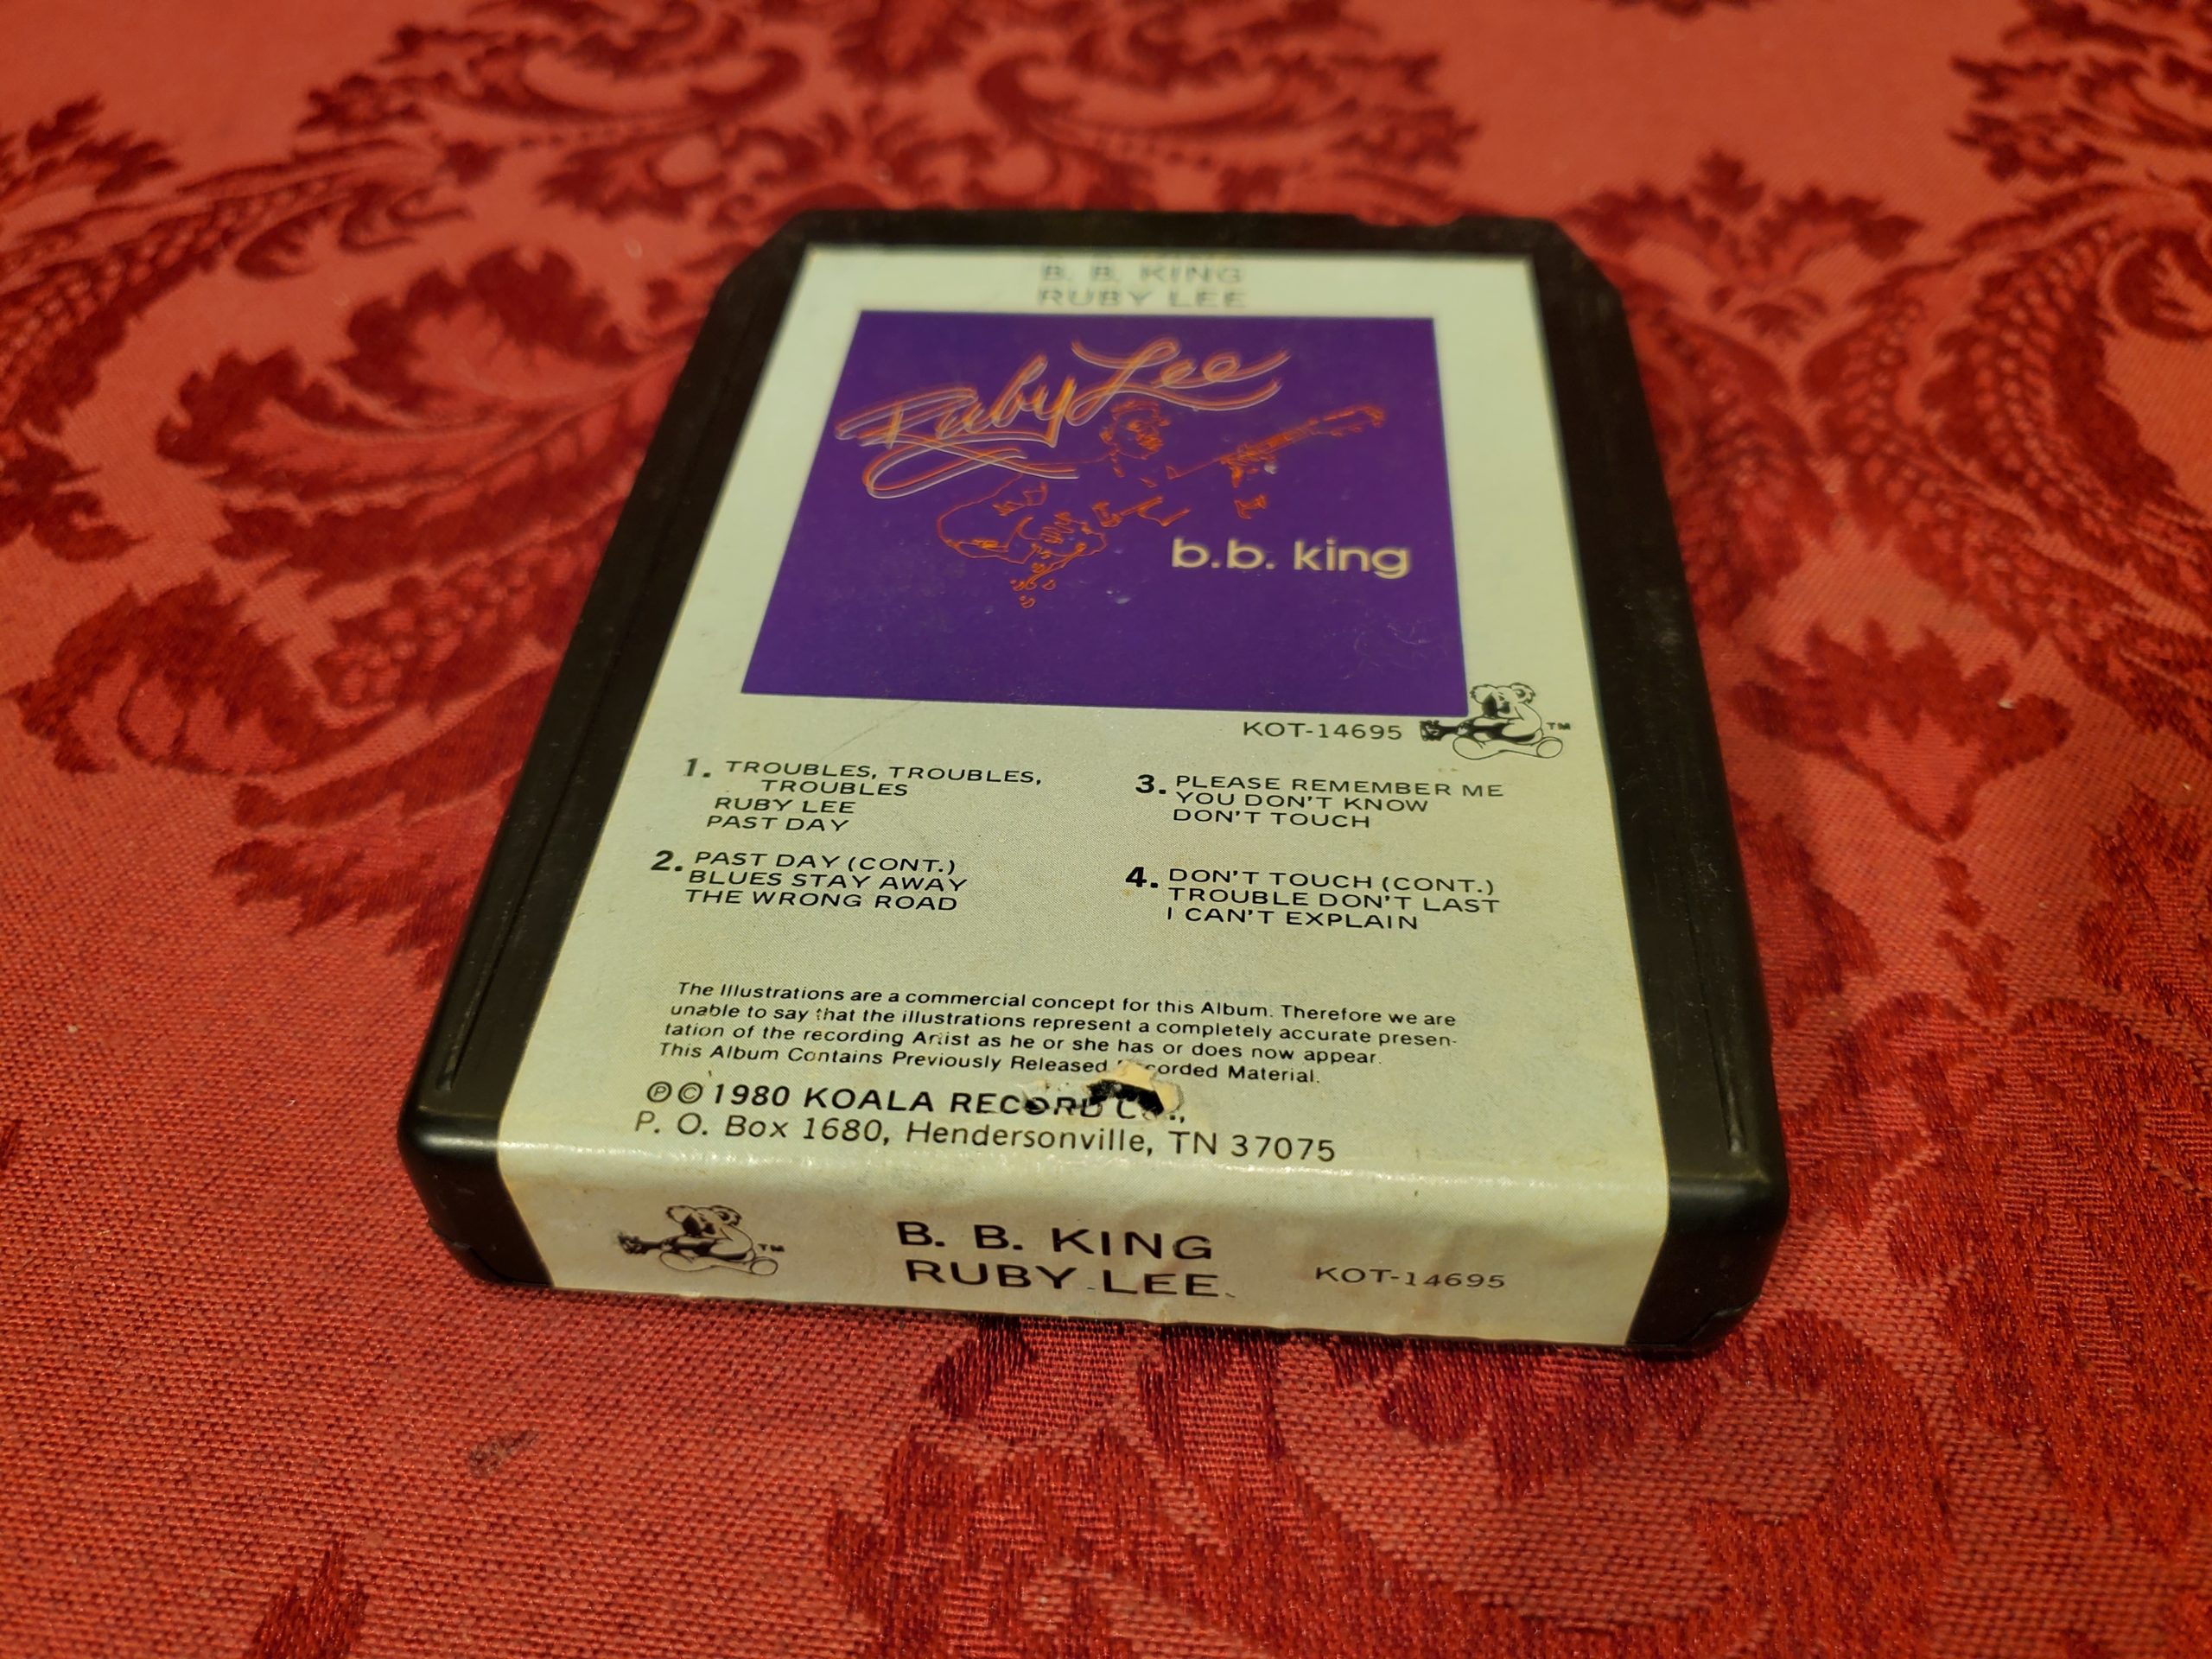 B. B. KING
RUBY LEE
Ruby Lee
b.b. king
KOT-14695 TM
1. TROUBLES, TROUBLES,
TROUBLES
RUBY LEE
PAST DAY
2. PAST DAY (CONT.)
BLUES STAY AWAY
THE WRONG ROAD
3. PLEASE REMEMBER ME
YOU DON'T KNOW
DON'T TOUCH
4. DON'T TOUCH (CONT.)
TROUBLE DON'T LAST
I CAN'T EXPLAIN
The Illustrations are a commercial concept for this Album. Therefore we are
unable to say that the illustrations represent a completely accurate presen-
tation of the recording Artist as he or she has or does now appear.
This Album Contains Previously Released Material.
℗© 1980 KOALA RECORD
P. O. Box 1680, Hendersonville, TN 37075
TM
B. B. KING
RUBY LEE
KOT-14695